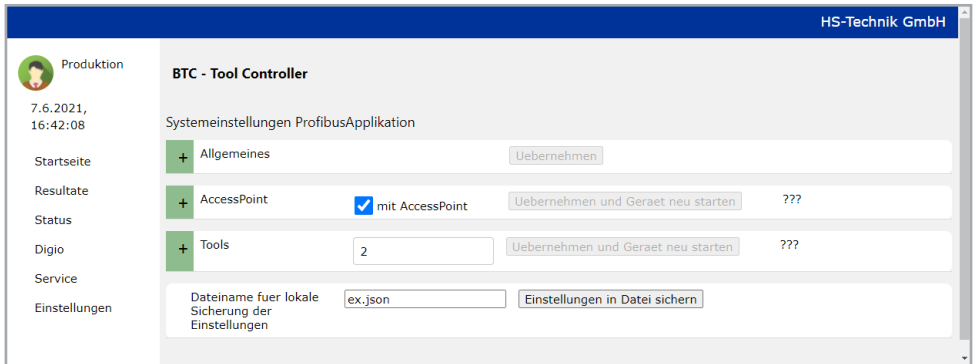 HS-Technik GmbH
Produktion
7.6.2021,
16:42:08
Startseite
Resultate
Status
Digio
Service
Einstellungen
BTC - Tool Controller
Systemeinstellungen ProfibusApplikation
+ Allgemeines Uebernehmen
+ AccessPoint mit AccessPoint Uebernehmen und Geraet neu starten ???
+ Tools 2 Uebernehmen und Geraet neu starten ???
Dateiname fuer lokale ex.json Einstellungen in Datei sichern
Sicherung der
Einstellungen